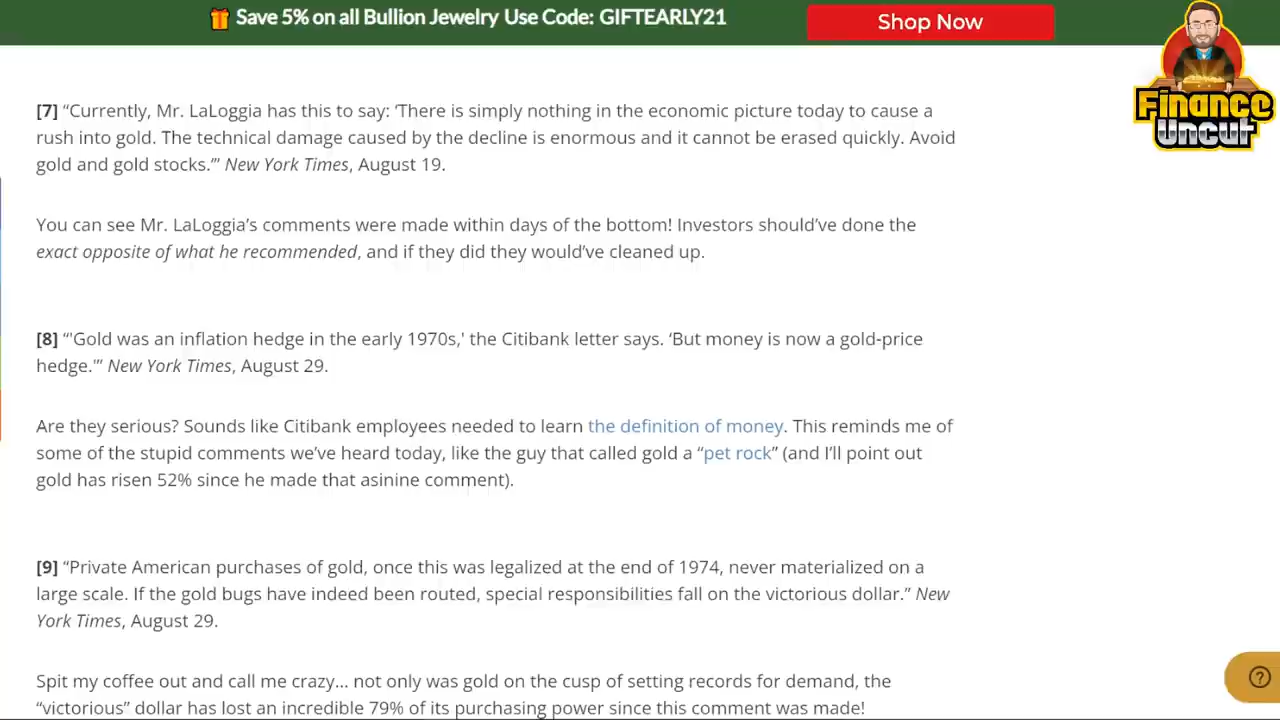 Save 5% on all Bullion Jewelry Use Code: GIFTEARLY21
Shop Now
Finance
Uncut
[7] “Currently, Mr. LaLoggia has this to say: ‘There is simply nothing in the economic picture today to cause a
rush into gold. The technical damage caused by the decline is enormous and it cannot be erased quickly. Avoid
gold and gold stocks.’” New York Times, August 19.
You can see Mr. LaLoggia’s comments were made within days of the bottom! Investors should’ve done the
exact opposite of what he recommended, and if they did they would’ve cleaned up.
[8] “'Gold was an inflation hedge in the early 1970s,' the Citibank letter says. ‘But money is now a gold-price
hedge.’” New York Times, August 29.
Are they serious? Sounds like Citibank employees needed to learn the definition of money. This reminds me of
some of the stupid comments we’ve heard today, like the guy that called gold a “pet rock” (and I’ll point out
gold has risen 52% since he made that asinine comment).
[9] “Private American purchases of gold, once this was legalized at the end of 1974, never materialized on a
large scale. If the gold bugs have indeed been routed, special responsibilities fall on the victorious dollar.” New
York Times, August 29.
Spit my coffee out and call me crazy… not only was gold on the cusp of setting records for demand, the
“victorious” dollar has lost an incredible 79% of its purchasing power since this comment was made!